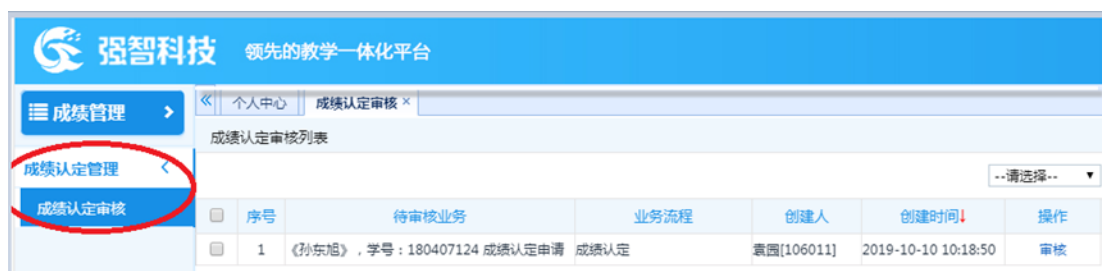 强智科技 领先的教学一体化平台
成绩管理
个人中心 成绩认定审核 ×
成绩认定审核列表
成绩认定管理
--请选择--
成绩认定审核
序号 待审核业务 业务流程 创建人 创建时间↓ 操作
1 《孙东旭》,学号:180407124 成绩认定申请 成绩认定 袁园[106011] 2019-10-10 10:18:50 审核